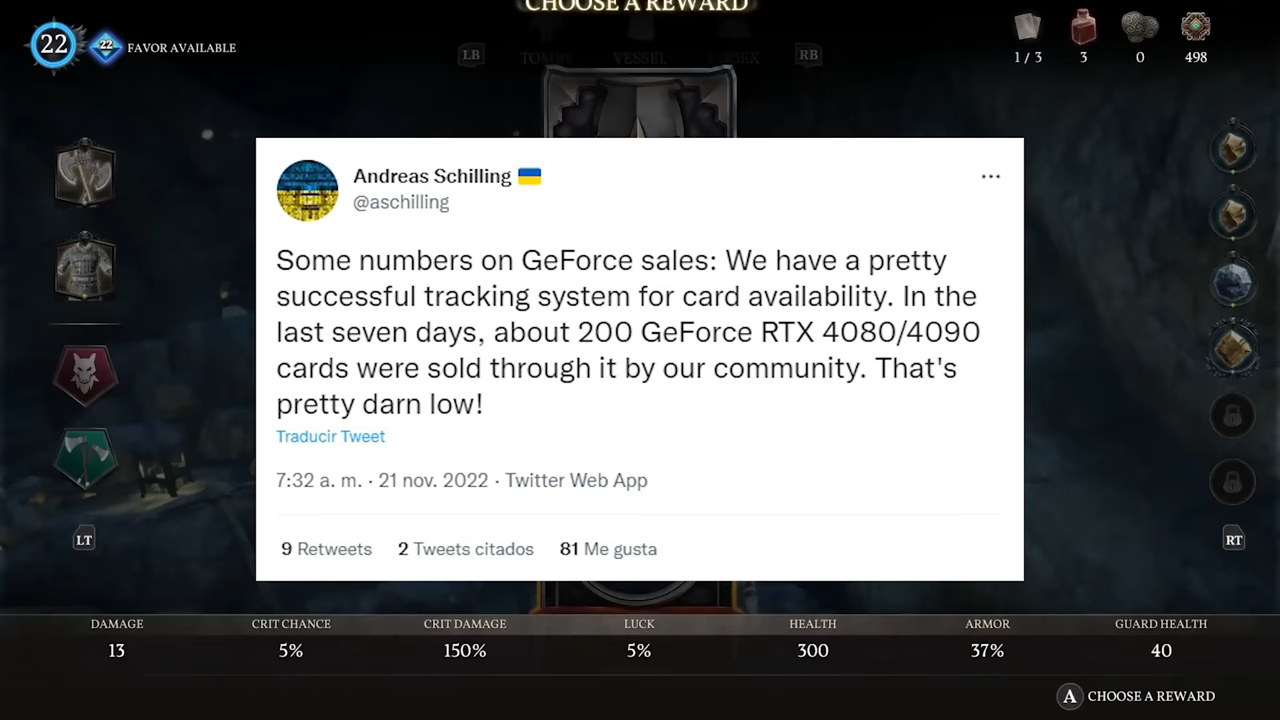 CHOOSE A REWARD
22
22
FAVOR AVAILABLE
LB
TOMBS
VESSEL
RB
1 / 3
3
0
498
Andreas Schilling
@aschilling
Some numbers on GeForce sales: We have a pretty
successful tracking system for card availability. In the
last seven days, about 200 GeForce RTX 4080/4090
cards were sold through it by our community. That's
pretty darn low!
Traducir Tweet
7:32 a. m. · 21 nov. 2022 · Twitter Web App
9 Retweets 2 Tweets citados 81 Me gusta
LT
RT
DAMAGE CRIT CHANCE CRIT DAMAGE LUCK HEALTH ARMOR GUARD HEALTH
13 5% 150% 5% 300 37% 40
A CHOOSE A REWARD